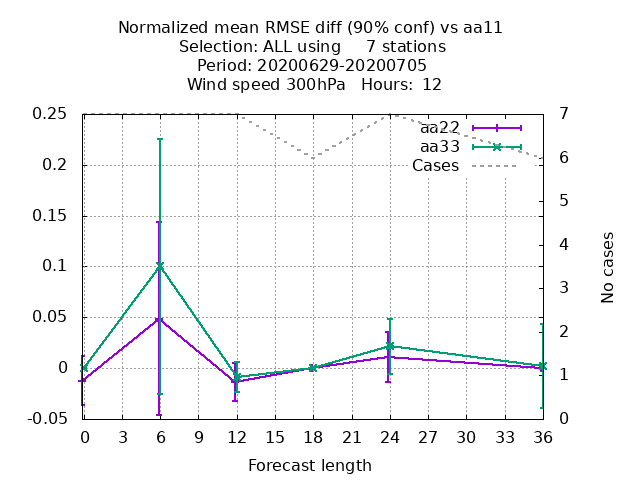 Normalized mean RMSE diff (90% conf) vs aa11
Selection: ALL using     7 stations
Period: 20200629-20200705
Wind speed 300hPa   Hours:  12
0.25
0.2
0.15
0.1
0.05
0
-0.05
aa22
aa33
Cases
7
6
5
4
3
2
1
0
No cases
0 3 6 9 12 15 18 21 24 27 30 33 36
Forecast length